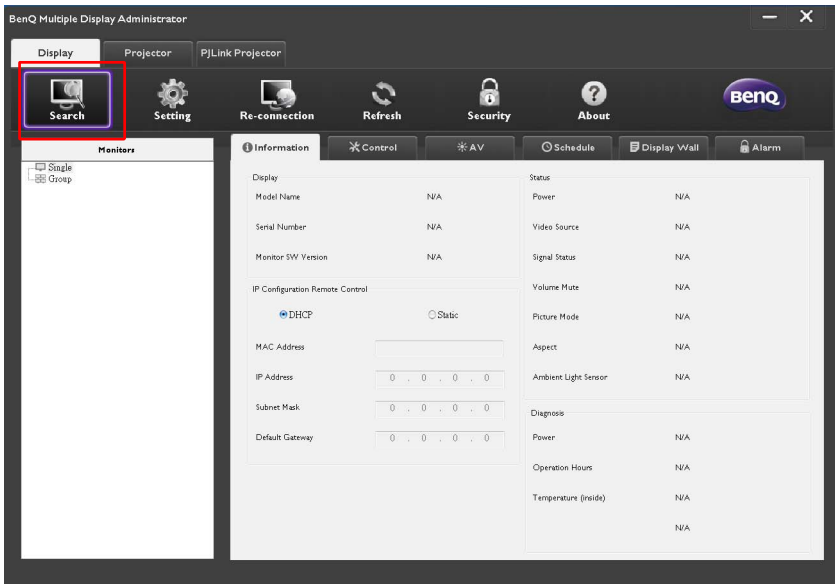 BenQ Multiple Display Administrator
Display Projector PJLink Projector
Search Setting Re-connection Refresh Security About BenQ
Monitors
Single
Group
Information Control AV Schedule Display Wall Alarm
Display
Model Name N/A
Serial Number N/A
Monitor SW Version N/A
IP Configuration Remote Control
DHCP Static
MAC Address
IP Address 0 . 0 . 0 . 0
Subnet Mask 0 . 0 . 0 . 0
Default Gateway 0 . 0 . 0 . 0
Status
Power N/A
Video Source N/A
Signal Status N/A
Volume Mute N/A
Picture Mode N/A
Aspect N/A
Ambient Light Sensor N/A
Diagnosis
Power N/A
Operation Hours N/A
Temperature (inside) N/A
N/A